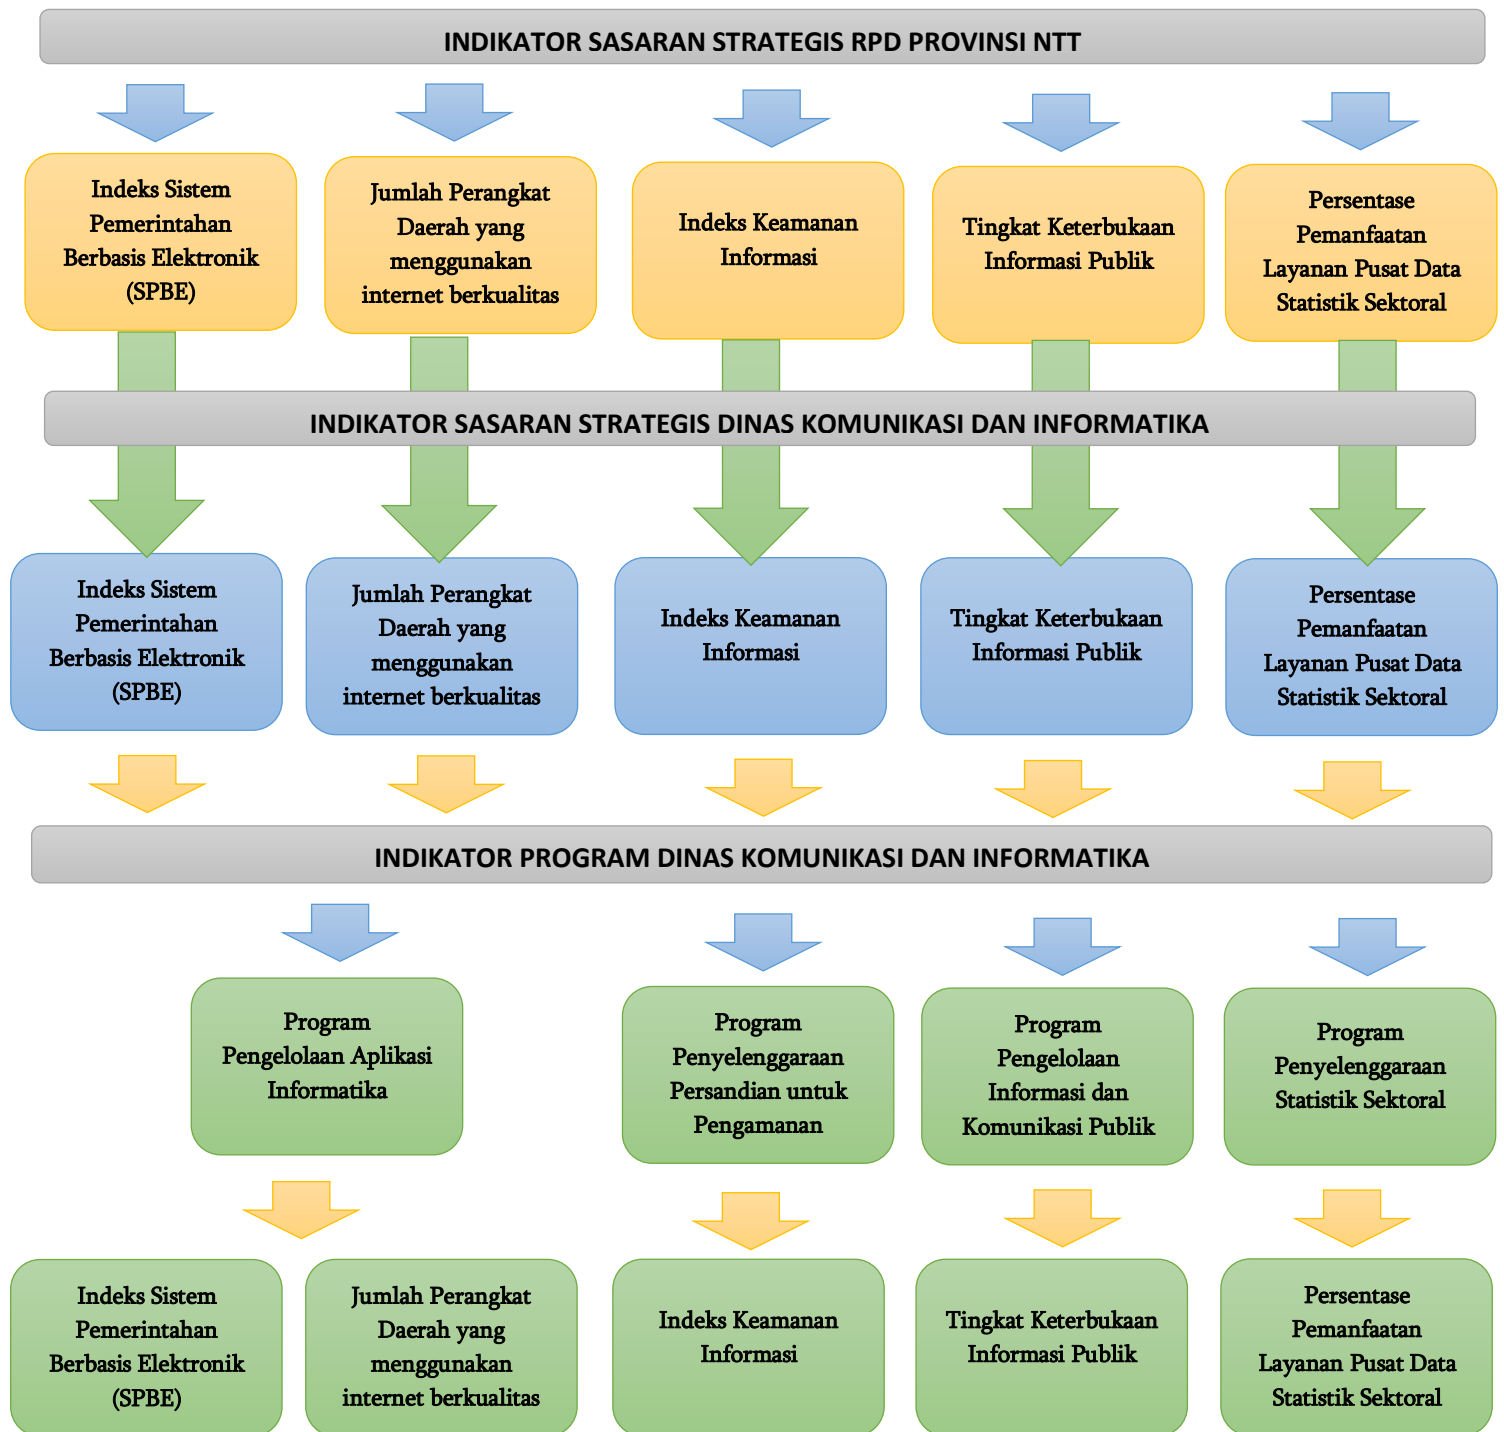 INDIKATOR SASARAN STRATEGIS RPD PROVINSI NTT
Indeks Sistem
Pemerintahan
Berbasis Elektronik
(SPBE)
Jumlah Perangkat
Daerah yang
menggunakan
internet berkualitas
Indeks Keamanan
Informasi
Tingkat Keterbukaan
Informasi Publik
Persentase
Pemanfaatan
Layanan Pusat Data
Statistik Sektoral
INDIKATOR SASARAN STRATEGIS DINAS KOMUNIKASI DAN INFORMATIKA
Indeks Sistem
Pemerintahan
Berbasis Elektronik
(SPBE)
Jumlah Perangkat
Daerah yang
menggunakan
internet berkualitas
Indeks Keamanan
Informasi
Tingkat Keterbukaan
Informasi Publik
Persentase
Pemanfaatan
Layanan Pusat Data
Statistik Sektoral
INDIKATOR PROGRAM DINAS KOMUNIKASI DAN INFORMATIKA
Program
Pengelolaan Aplikasi
Informatika
Program
Penyelenggaraan
Persandian untuk
Pengamanan
Program
Pengelolaan
Informasi dan
Komunikasi Publik
Program
Penyelenggaraan
Statistik Sektoral
Indeks Sistem
Pemerintahan
Berbasis Elektronik
(SPBE)
Jumlah Perangkat
Daerah yang
menggunakan
internet berkualitas
Indeks Keamanan
Informasi
Tingkat Keterbukaan
Informasi Publik
Persentase
Pemanfaatan
Layanan Pusat Data
Statistik Sektoral